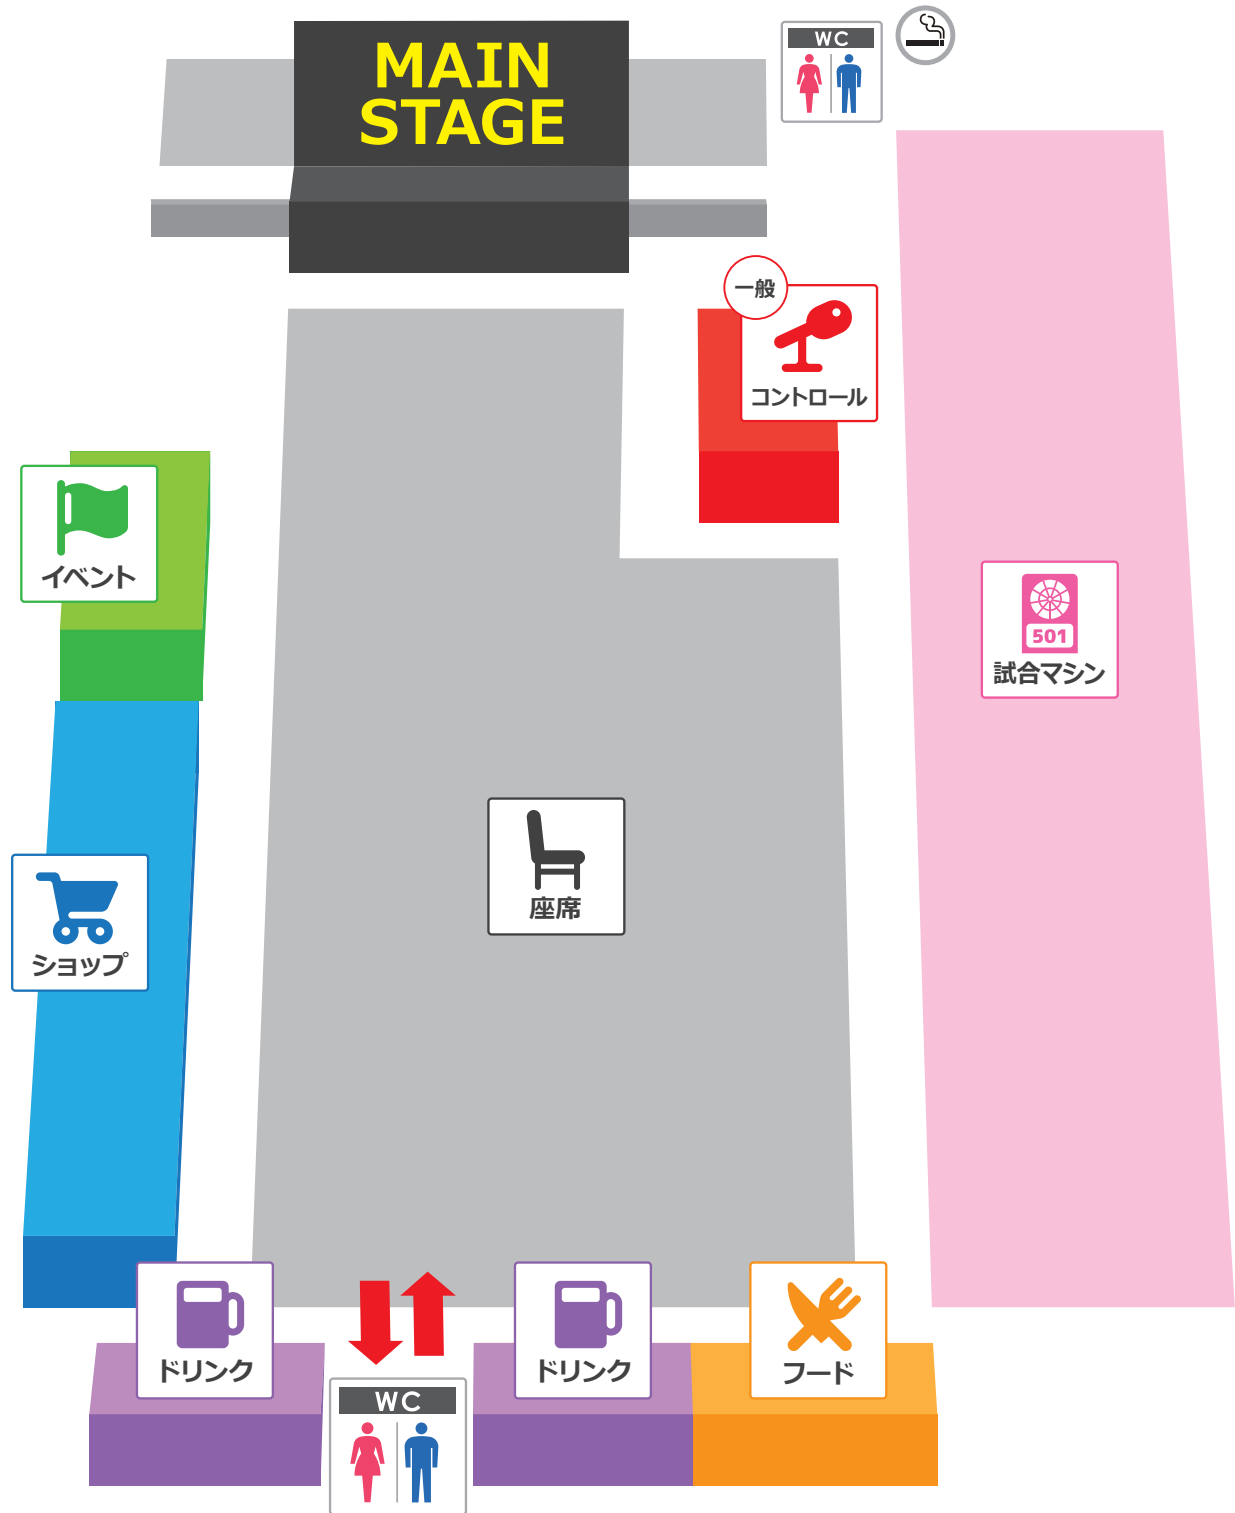 MAIN
STAGE
WC
一般
コントロール
イベント
501
試合マシン
座席
ショップ
ドリンク
ドリンク
フード
WC